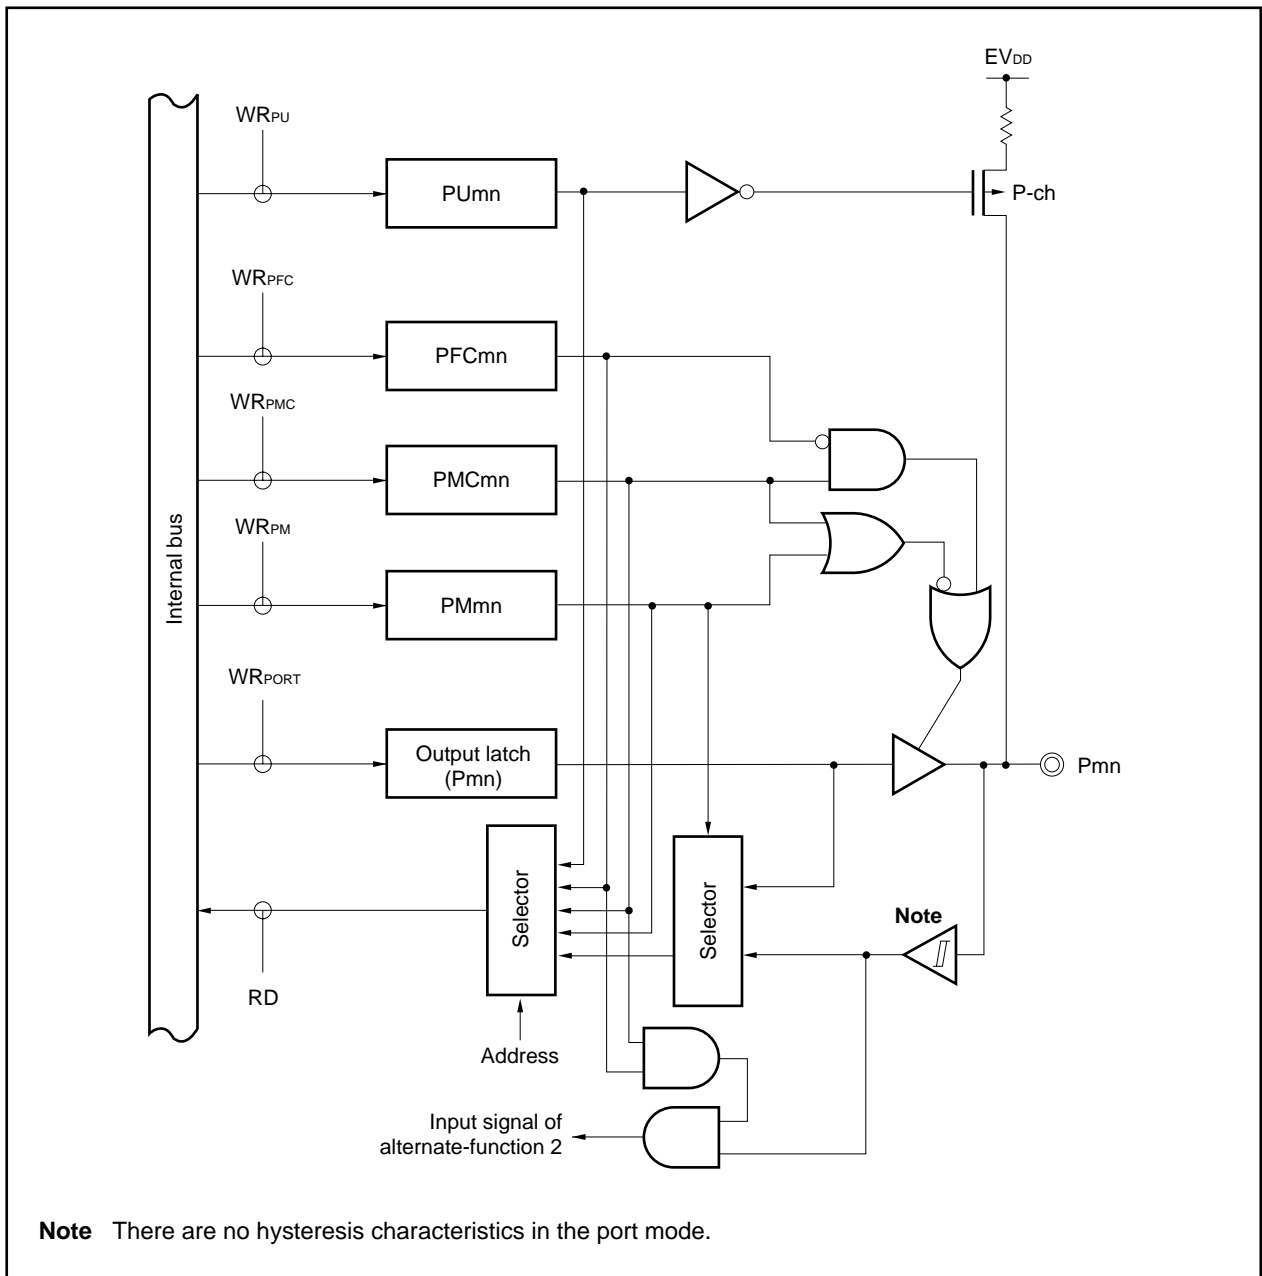 EVDD
WRPU
PUmn
P-ch
WRPFC
PFCmn
WRPMC
PMCmn
Internal bus
WRPM
PMmn
WRPORT
Output latch
(Pmn)
Pmn
Selector
Selector
Note
RD
Address
Input signal of
alternate-function 2
Note There are no hysteresis characteristics in the port mode.